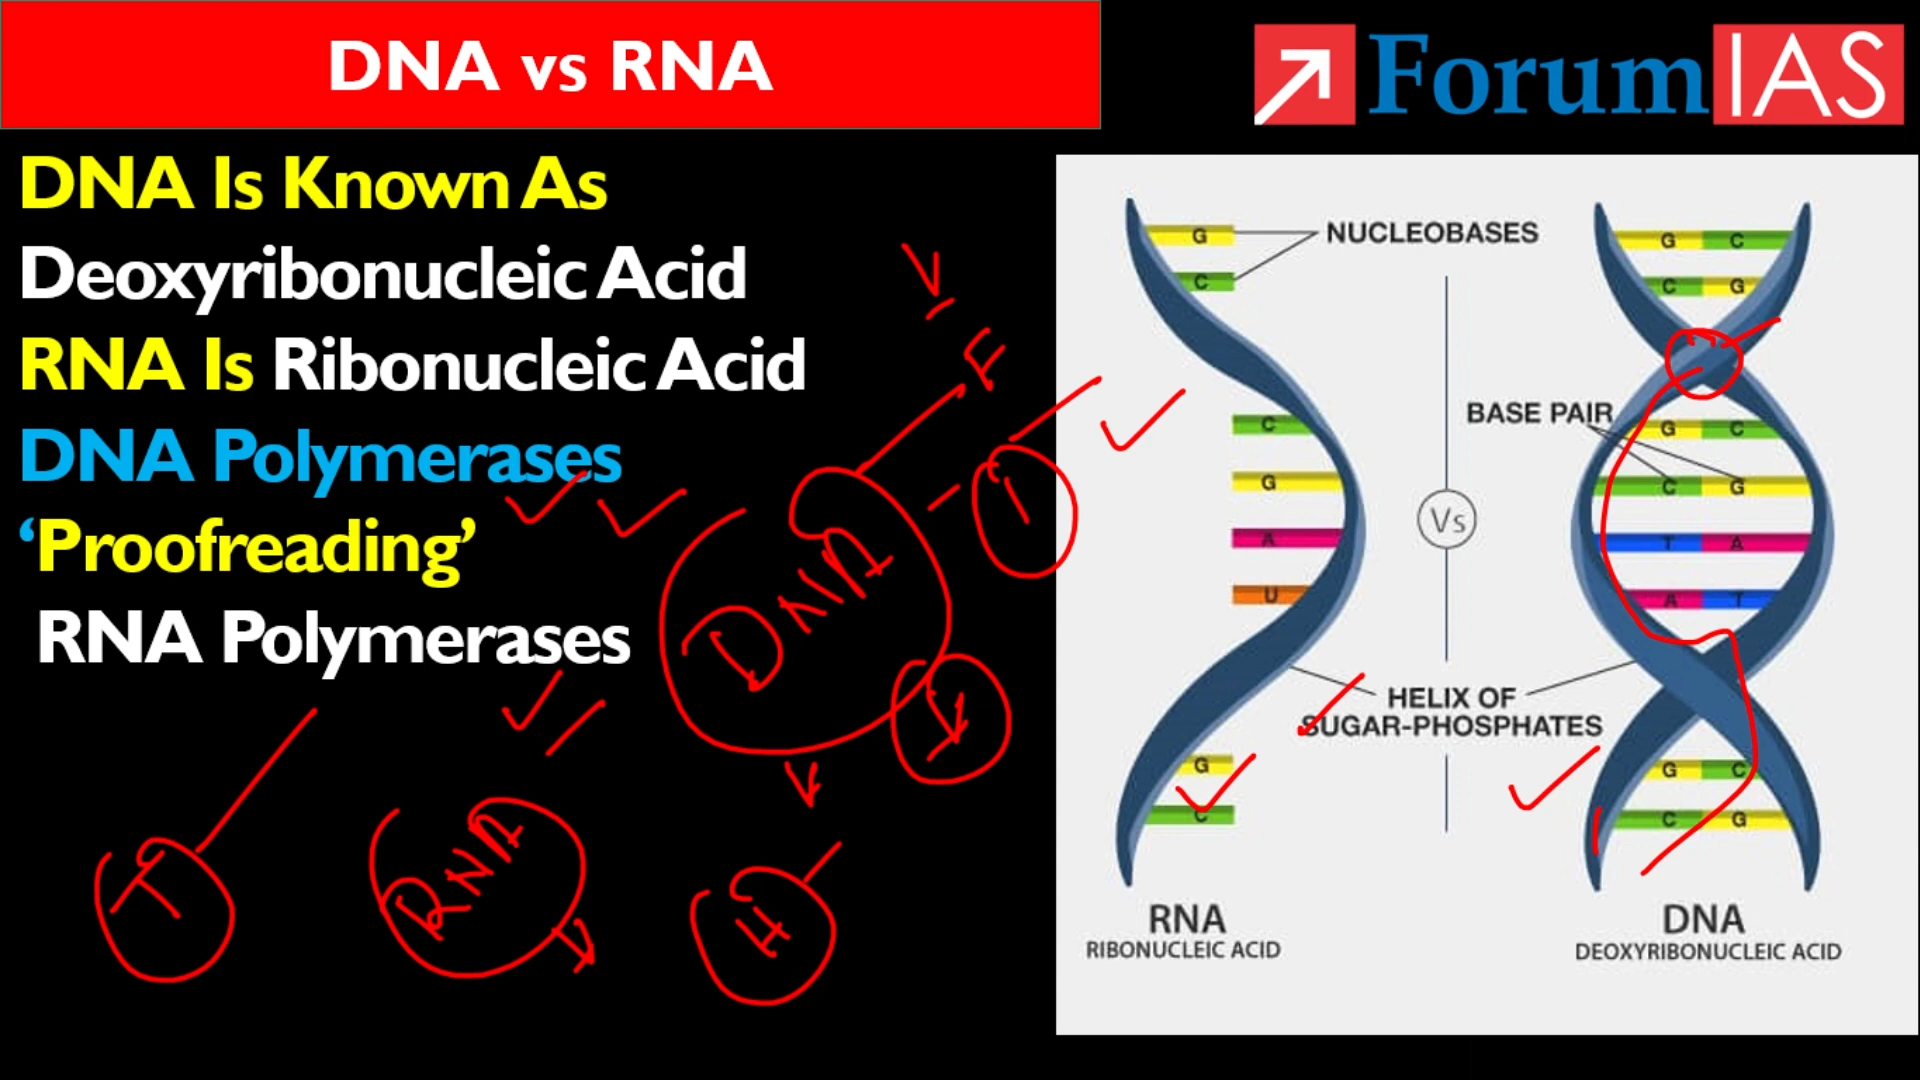 DNA vs RNA
ForumIAS
DNA Is Known As
Deoxyribonucleic Acid
RNA Is Ribonucleic Acid
DNA Polymerases
‘Proofreading’
RNA Polymerases
DNA
RNA
T
H
F
NUCLEOBASES
G
C
C
G
A
U
G
C
BASE PAIR
Vs
HELIX OF
SUGAR-PHOSPHATES
G C
C G
G C
C G
T A
A T
G C
C G
RNA
RIBONUCLEIC ACID
DNA
DEOXYRIBONUCLEIC ACID